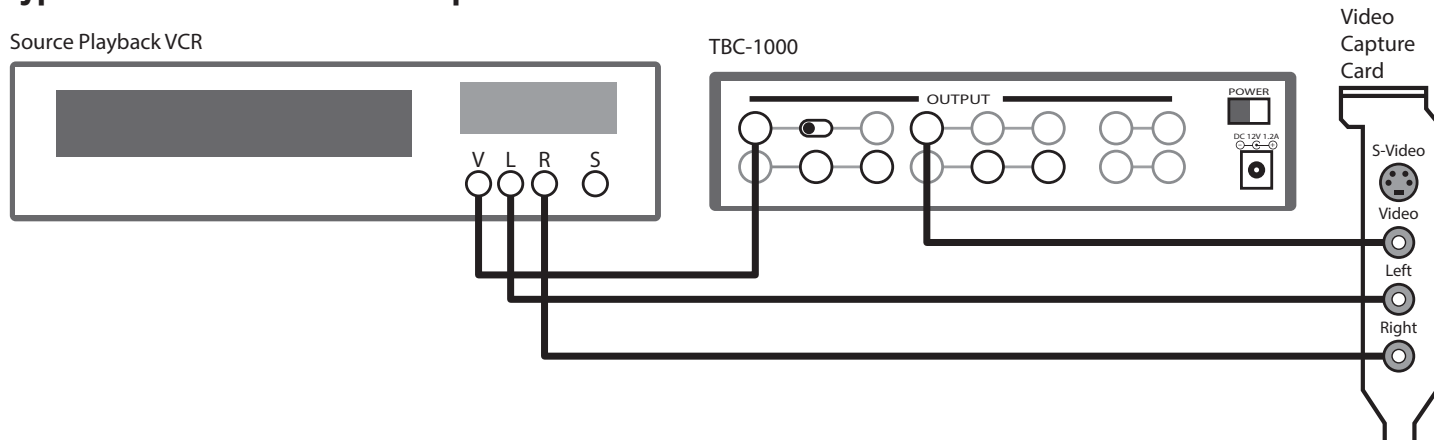 Source Playback VCR
V L R S
TBC-1000
OUTPUT
POWER
DC 12V 1.2A
Video
Capture
Card
S-Video
Video
Left
Right